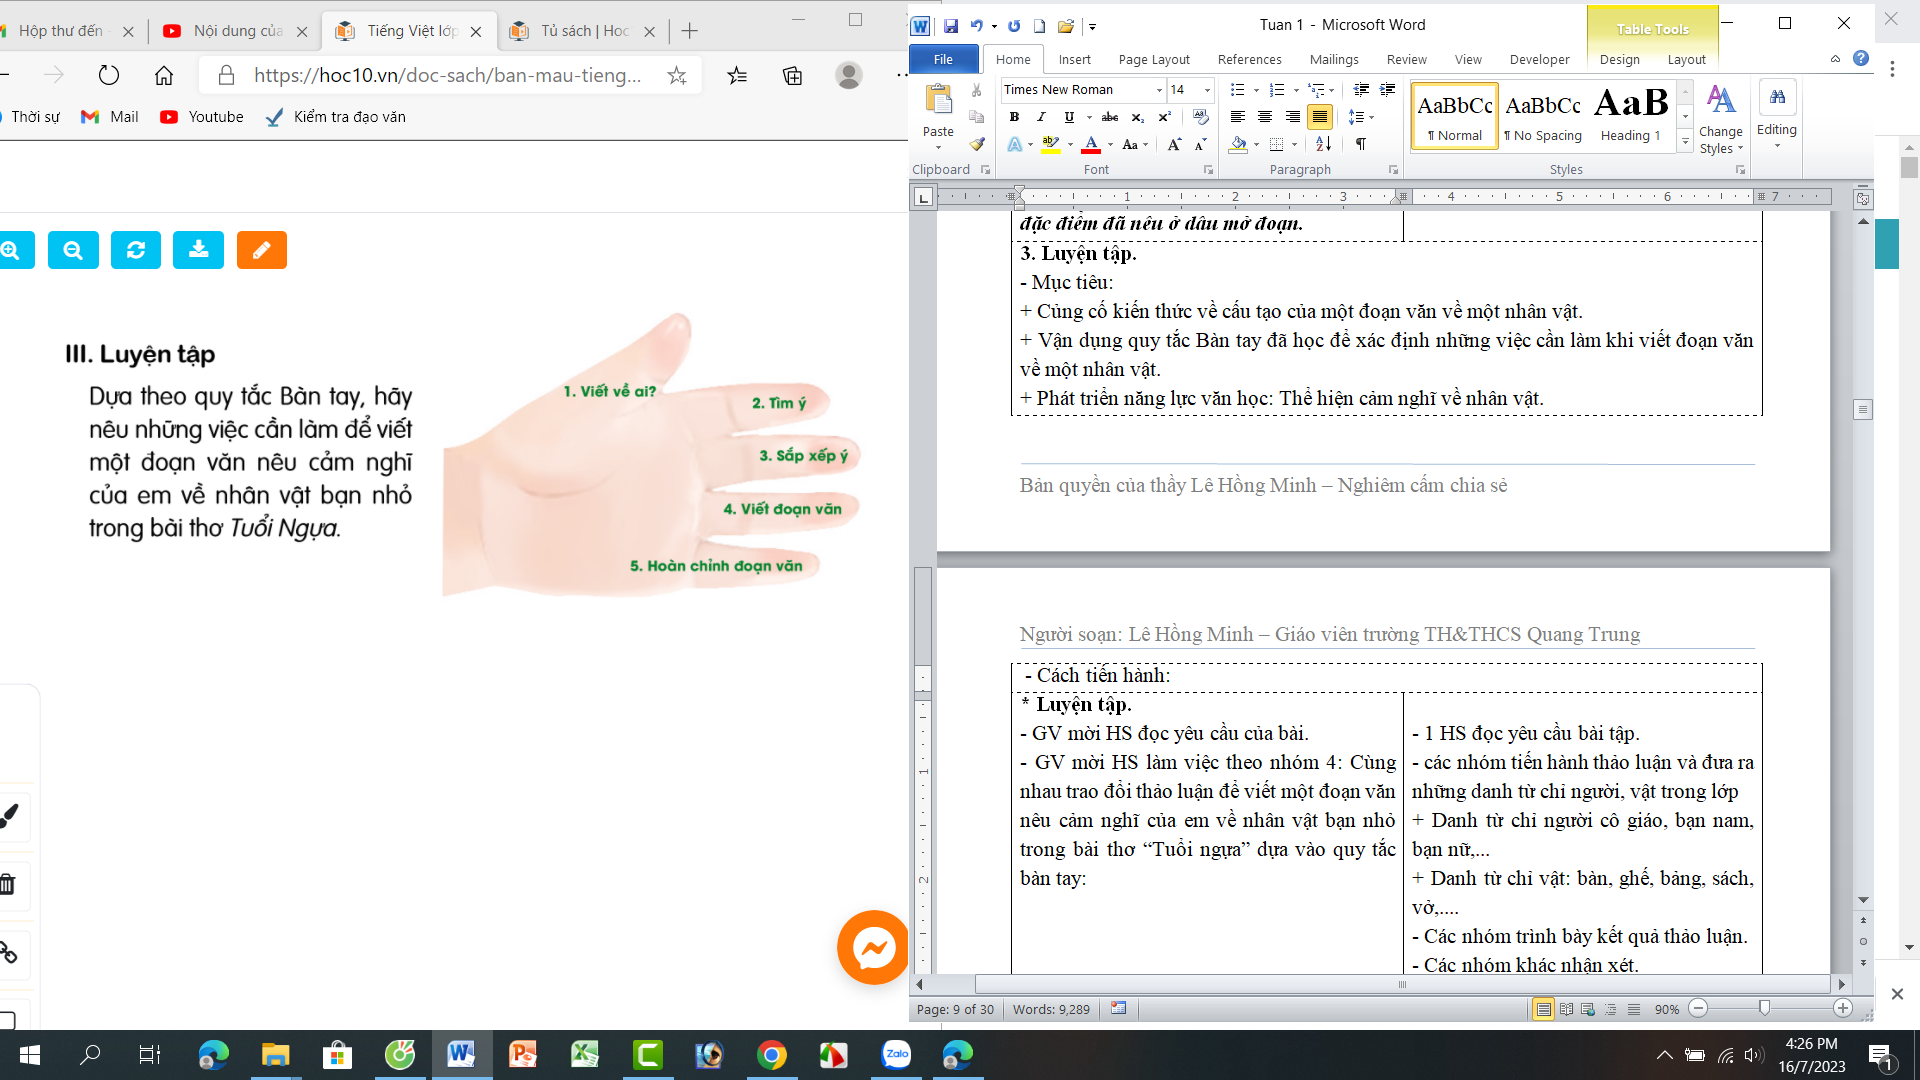 Hộp thư đến
Nội dung củа
Tiếng Việt lớp
Tủ sách | Hoc
https://hoc10.vn/doc-sach/ban-mau-tieng...
Thời sự
Mail
Youtube
Kiểm tra đạo văn
III. Luyện tập
Dựa theo quy tắc Bàn tay, hãy
nêu những việc cần làm để viết
một đoạn văn nêu cảm nghĩ
của em về nhân vật bạn nhỏ
trong bài thơ Tuổi Ngựa.
1. Viết về ai?
2. Tìm ý
3. Sắp xếp ý
4. Viết đoạn văn
5. Hoàn chỉnh đoạn văn
Tuan 1 - Microsoft Word
Table Tools
File
Home
Insert
Page Layout
References
Mailings
Review
View
Developer
Design
Layout
Paste
Times New Roman
14
AaBbCc
AaBbCc
AaB
¶ Normal
¶ No Spacing
Heading 1
Change
Styles
Editing
Clipboard
Font
Paragraph
Styles
1 2 3 4 5 6 7
đặc điểm đã nêu ở dâu mở đoạn.
3. Luyện tập.
- Mục tiêu:
+ Củng cố kiến thức về cấu tạo của một đoạn văn về một nhân vật.
+ Vận dụng quy tắc Bàn tay đã học để xác định những việc cần làm khi viết đoạn văn
về một nhân vật.
+ Phát triển năng lực văn học: Thể hiện cảm nghĩ về nhân vật.
Bản quyền của thầy Lê Hồng Minh – Nghiêm cấm chia sẻ
Người soạn: Lê Hồng Minh – Giáo viên trường TH&THCS Quang Trung
- Cách tiến hành:
* Luyện tập.
- GV mời HS đọc yêu cầu của bài.
- GV mời HS làm việc theo nhóm 4: Cùng
nhau trao đổi thảo luận để viết một đoạn văn
nêu cảm nghĩ của em về nhân vật bạn nhỏ
trong bài thơ “Tuổi ngựa” dựa vào quy tắc
bàn tay:
- 1 HS đọc yêu cầu bài tập.
- các nhóm tiến hành thảo luận và đưa ra
những danh từ chỉ người, vật trong lớp
+ Danh từ chỉ người cô giáo, bạn nam,
bạn nữ,...
+ Danh từ chỉ vật: bàn, ghế, bảng, sách,
vở,....
- Các nhóm trình bày kết quả thảo luận.
- Các nhóm khác nhận xét.
1
2
Page: 9 of 30
Words: 9,289
90%
Zalo
4:26 PM
16/7/2023
1